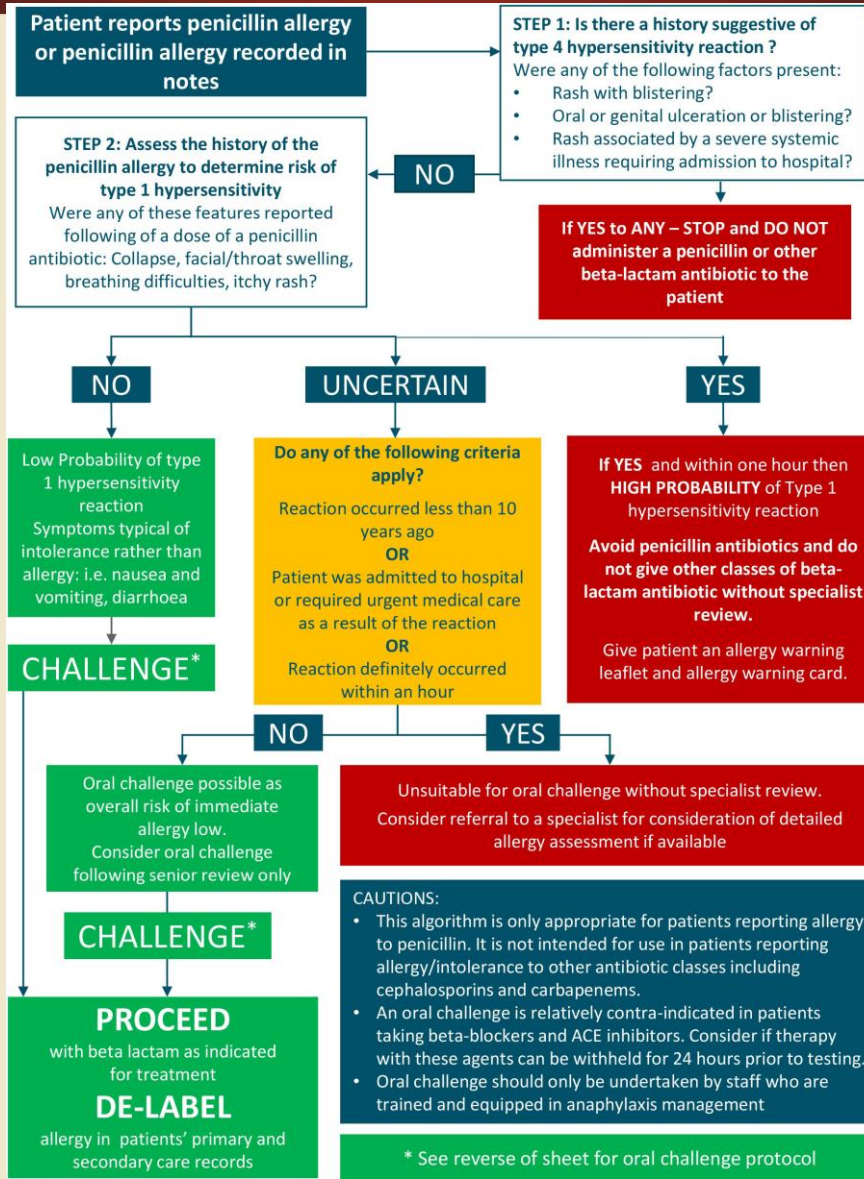 Patient reports penicillin allergy
or penicillin allergy recorded in
notes
STEP 1: Is there a history suggestive of
type 4 hypersensitivity reaction ?
Were any of the following factors present:
• Rash with blistering?
• Oral or genital ulceration or blistering?
• Rash associated by a severe systemic
illness requiring admission to hospital?
NO
If YES to ANY – STOP and DO NOT
administer a penicillin or other
beta-lactam antibiotic to the
patient
STEP 2: Assess the history of the
penicillin allergy to determine risk of
type 1 hypersensitivity
Were any of these features reported
following of a dose of a penicillin
antibiotic: Collapse, facial/throat swelling,
breathing difficulties, itchy rash?
NO
UNCERTAIN
YES
Low Probability of type
1 hypersensitivity
reaction
Symptoms typical of
intolerance rather than
allergy: i.e. nausea and
vomiting, diarrhoea
CHALLENGE*
Do any of the following criteria
apply?
Reaction occurred less than 10
years ago
OR
Patient was admitted to hospital
or required urgent medical care
as a result of the reaction
OR
Reaction definitely occurred
within an hour
If YES and within one hour then
HIGH PROBABILITY of Type 1
hypersensitivity reaction
Avoid penicillin antibiotics and do
not give other classes of beta-
lactam antibiotic without specialist
review.
Give patient an allergy warning
leaflet and allergy warning card.
NO
YES
Oral challenge possible as
overall risk of immediate
allergy low.
Consider oral challenge
following senior review only
CHALLENGE*
Unsuitable for oral challenge without specialist review.
Consider referral to a specialist for consideration of detailed
allergy assessment if available
PROCEED
with beta lactam as indicated
for treatment
DE-LABEL
allergy in patients’ primary and
secondary care records
CAUTIONS:
• This algorithm is only appropriate for patients reporting allergy
to penicillin. It is not intended for use in patients reporting
allergy/intolerance to other antibiotic classes including
cephalosporins and carbapenems.
• An oral challenge is relatively contra-indicated in patients
taking beta-blockers and ACE inhibitors. Consider if therapy
with these agents can be withheld for 24 hours prior to testing.
• Oral challenge should only be undertaken by staff who are
trained and equipped in anaphylaxis management
* See reverse of sheet for oral challenge protocol